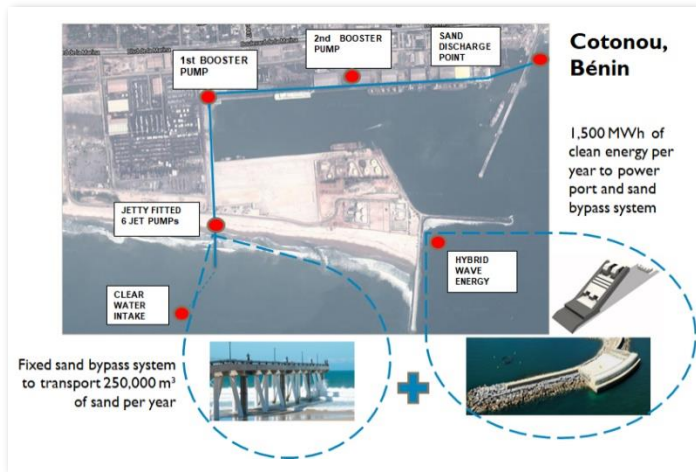 1st BOOSTER
PUMP
2nd BOOSTER
PUMP
SAND
DISCHARGE
POINT
Cotonou,
Bénin
1,500 MWh of
clean energy per
year to power
port and sand
bypass system
JETTY FITTED
6 JET PUMPs
HYBRID
WAVE
ENERGY
CLEAR
WATER
INTAKE
Fixed sand bypass system
to transport 250,000 m³
of sand per year